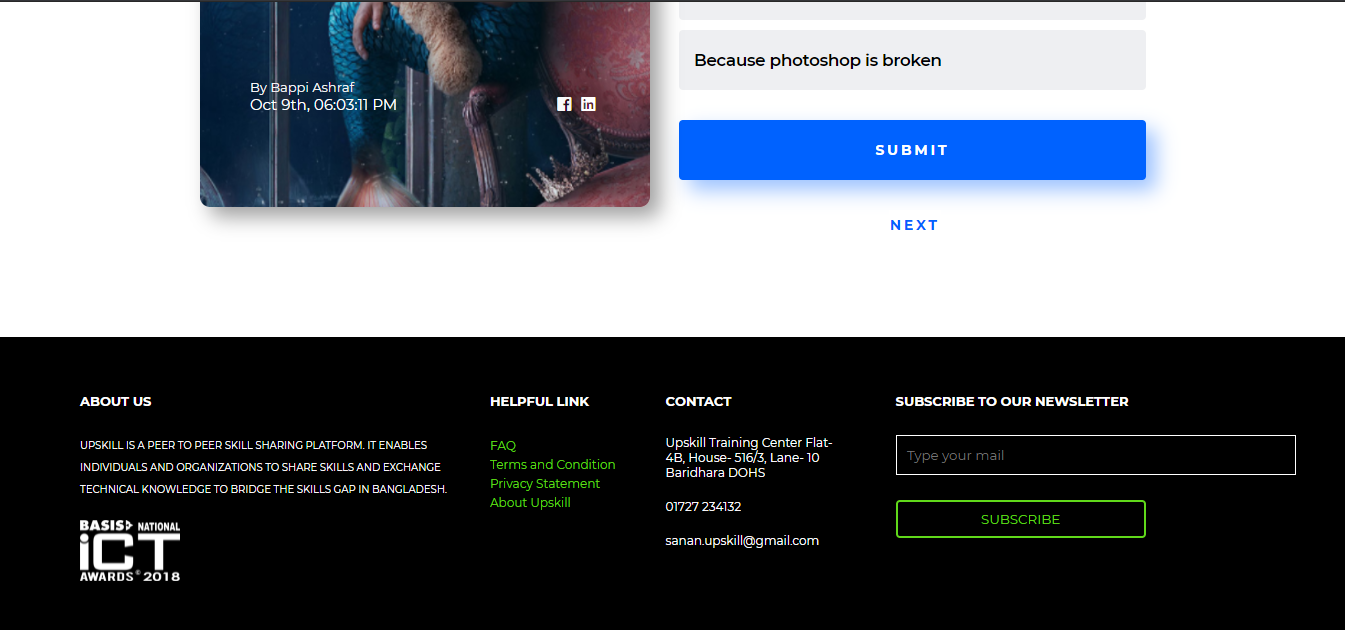 Because photoshop is broken
By Bappi Ashraf
Oct 9th, 06:03:11 PM
SUBMIT
NEXT
ABOUT US
UPSKILL IS A PEER TO PEER SKILL SHARING PLATFORM. IT ENABLES
INDIVIDUALS AND ORGANIZATIONS TO SHARE SKILLS AND EXCHANGE
TECHNICAL KNOWLEDGE TO BRIDGE THE SKILLS GAP IN BANGLADESH.
BASIS NATIONAL
iCT
AWARDS® 2018
HELPFUL LINK
FAQ
Terms and Condition
Privacy Statement
About Upskill
CONTACT
Upskill Training Center Flat-
4B, House- 516/3, Lane- 10
Baridhara DOHS
01727 234132
sanan.upskill@gmail.com
SUBSCRIBE TO OUR NEWSLETTER
Type your mail
SUBSCRIBE